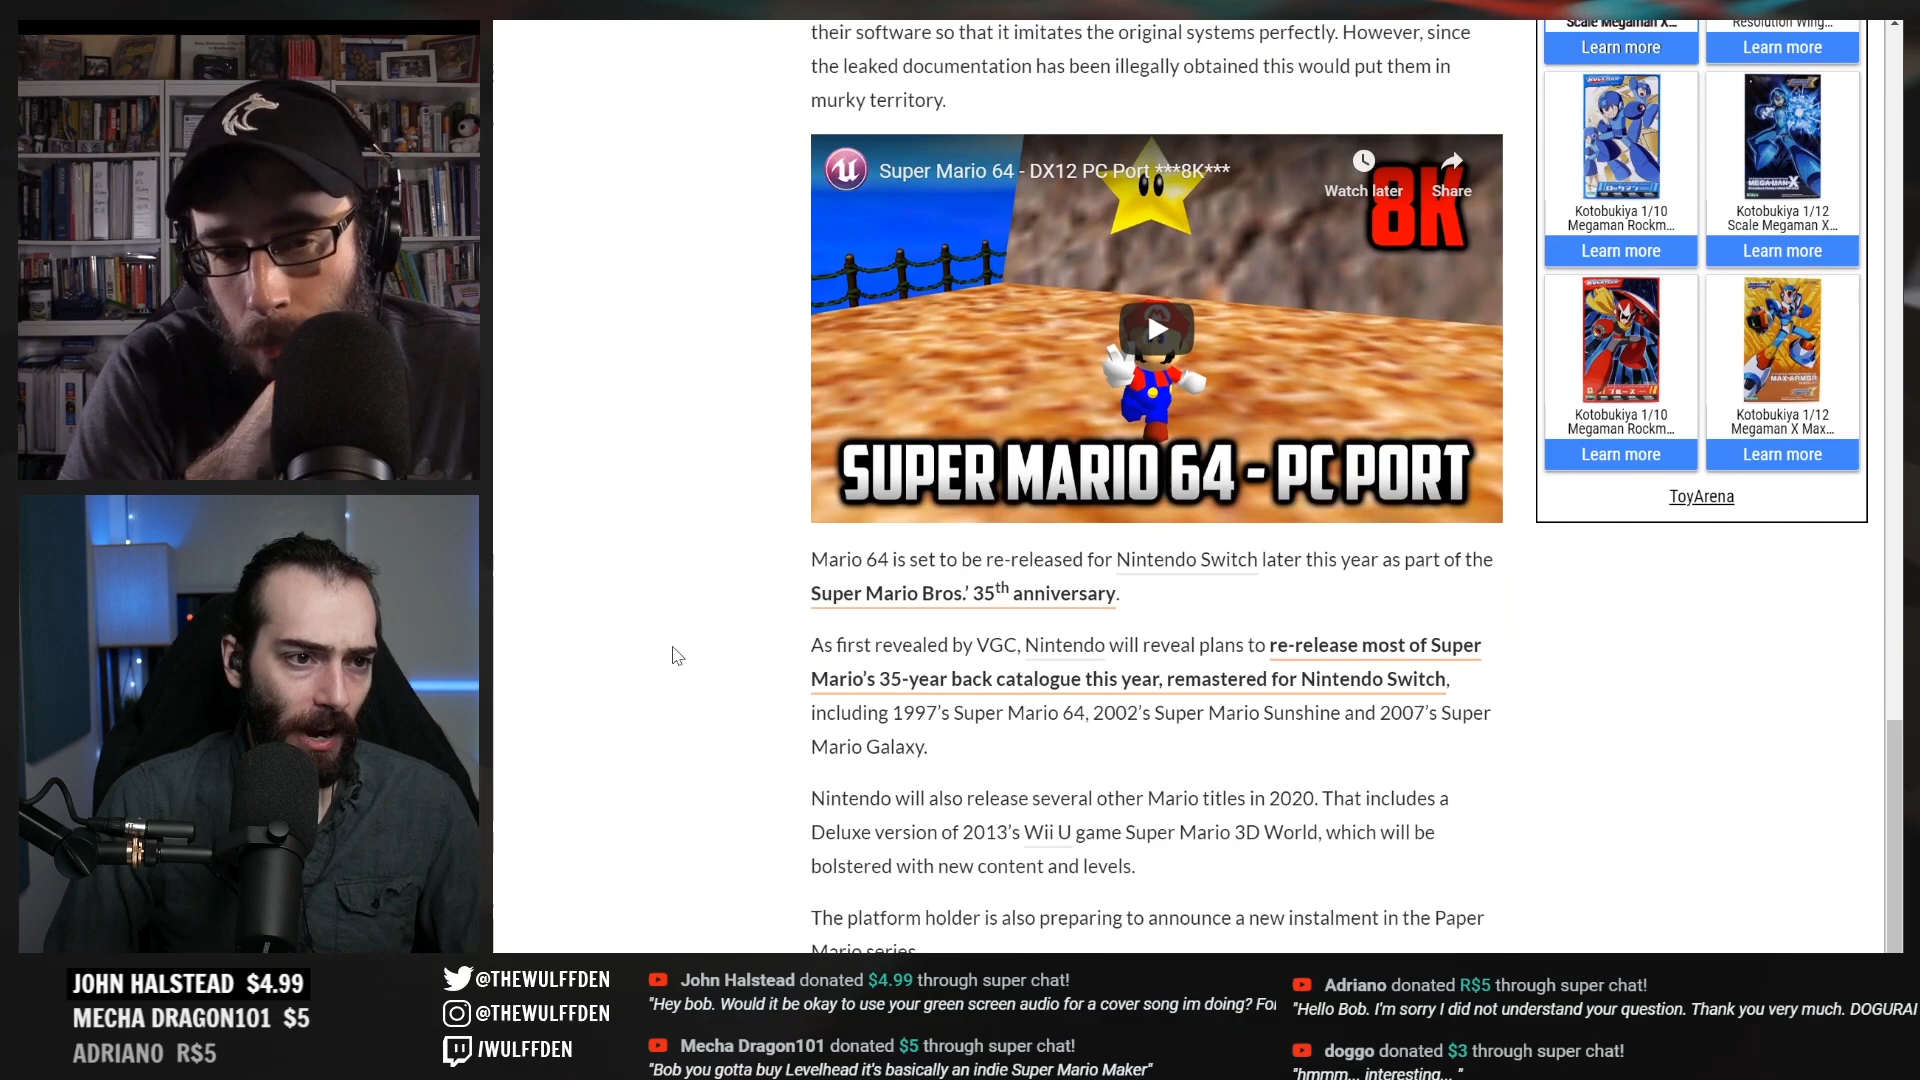 their software so that it imitates the original systems perfectly. However, since
the leaked documentation has been illegally obtained this would put them in
murky territory.
Super Mario 64 - DX12 PC Port ***8K***
Watch later
Share
8K
SUPER MARIO 64 - PC PORT
Mario 64 is set to be re-released for Nintendo Switch later this year as part of the
Super Mario Bros.’ 35th anniversary.
As first revealed by VGC, Nintendo will reveal plans to re-release most of Super
Mario’s 35-year back catalogue this year, remastered for Nintendo Switch,
including 1997’s Super Mario 64, 2002’s Super Mario Sunshine and 2007’s Super
Mario Galaxy.
Nintendo will also release several other Mario titles in 2020. That includes a
Deluxe version of 2013’s Wii U game Super Mario 3D World, which will be
bolstered with new content and levels.
The platform holder is also preparing to announce a new instalment in the Paper
Mario series
Scale Megaman X...
Resolution Wing...
Learn more
Learn more
Kotobukiya 1/10
Megaman Rockm...
Learn more
MEGAMAN X
Kotobukiya 1/12
Scale Megaman X...
Learn more
Kotobukiya 1/10
Megaman Rockm...
Learn more
MAX ARMOR
Kotobukiya 1/12
Megaman X Max...
Learn more
ToyArena
JOHN HALSTEAD $4.99
MECHA DRAGON101 $5
ADRIANO R$5
@THEWULFFDEN
@THEWULFFDEN
/WULFFDEN
John Halstead donated $4.99 through super chat!
"Hey bob. Would it be okay to use your green screen audio for a cover song im doing? Fo
Mecha Dragon101 donated $5 through super chat!
"Bob you gotta buy Levelhead it's basically an indie Super Mario Maker"
Adriano donated R$5 through super chat!
"Hello Bob. I'm sorry I did not understand your question. Thank you very much. DOGURAI
doggo donated $3 through super chat!
"hmmm... interesting... "